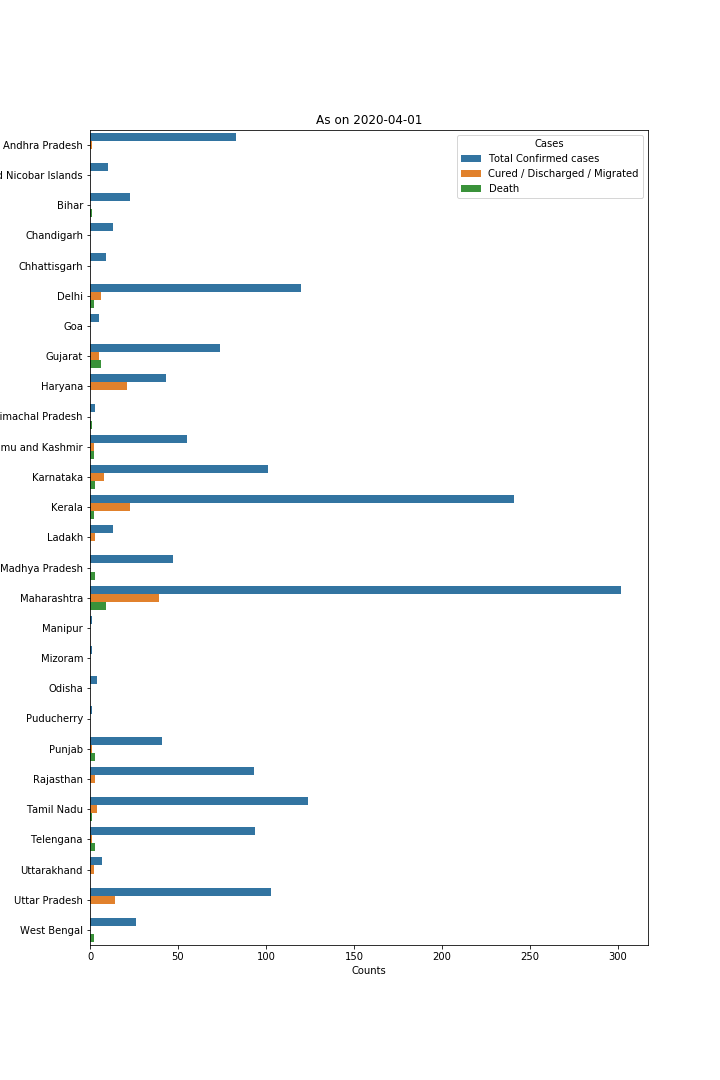 As on 2020-04-01
Cases
Total Confirmed cases
Cured / Discharged / Migrated
Death
Andhra Pradesh
d Nicobar Islands
Bihar
Chandigarh
Chhattisgarh
Delhi
Goa
Gujarat
Haryana
imachal Pradesh
mu and Kashmir
Karnataka
Kerala
Ladakh
Madhya Pradesh
Maharashtra
Manipur
Mizoram
Odisha
Puducherry
Punjab
Rajasthan
Tamil Nadu
Telengana
Uttarakhand
Uttar Pradesh
West Bengal
0 50 100 150 200 250 300
Counts